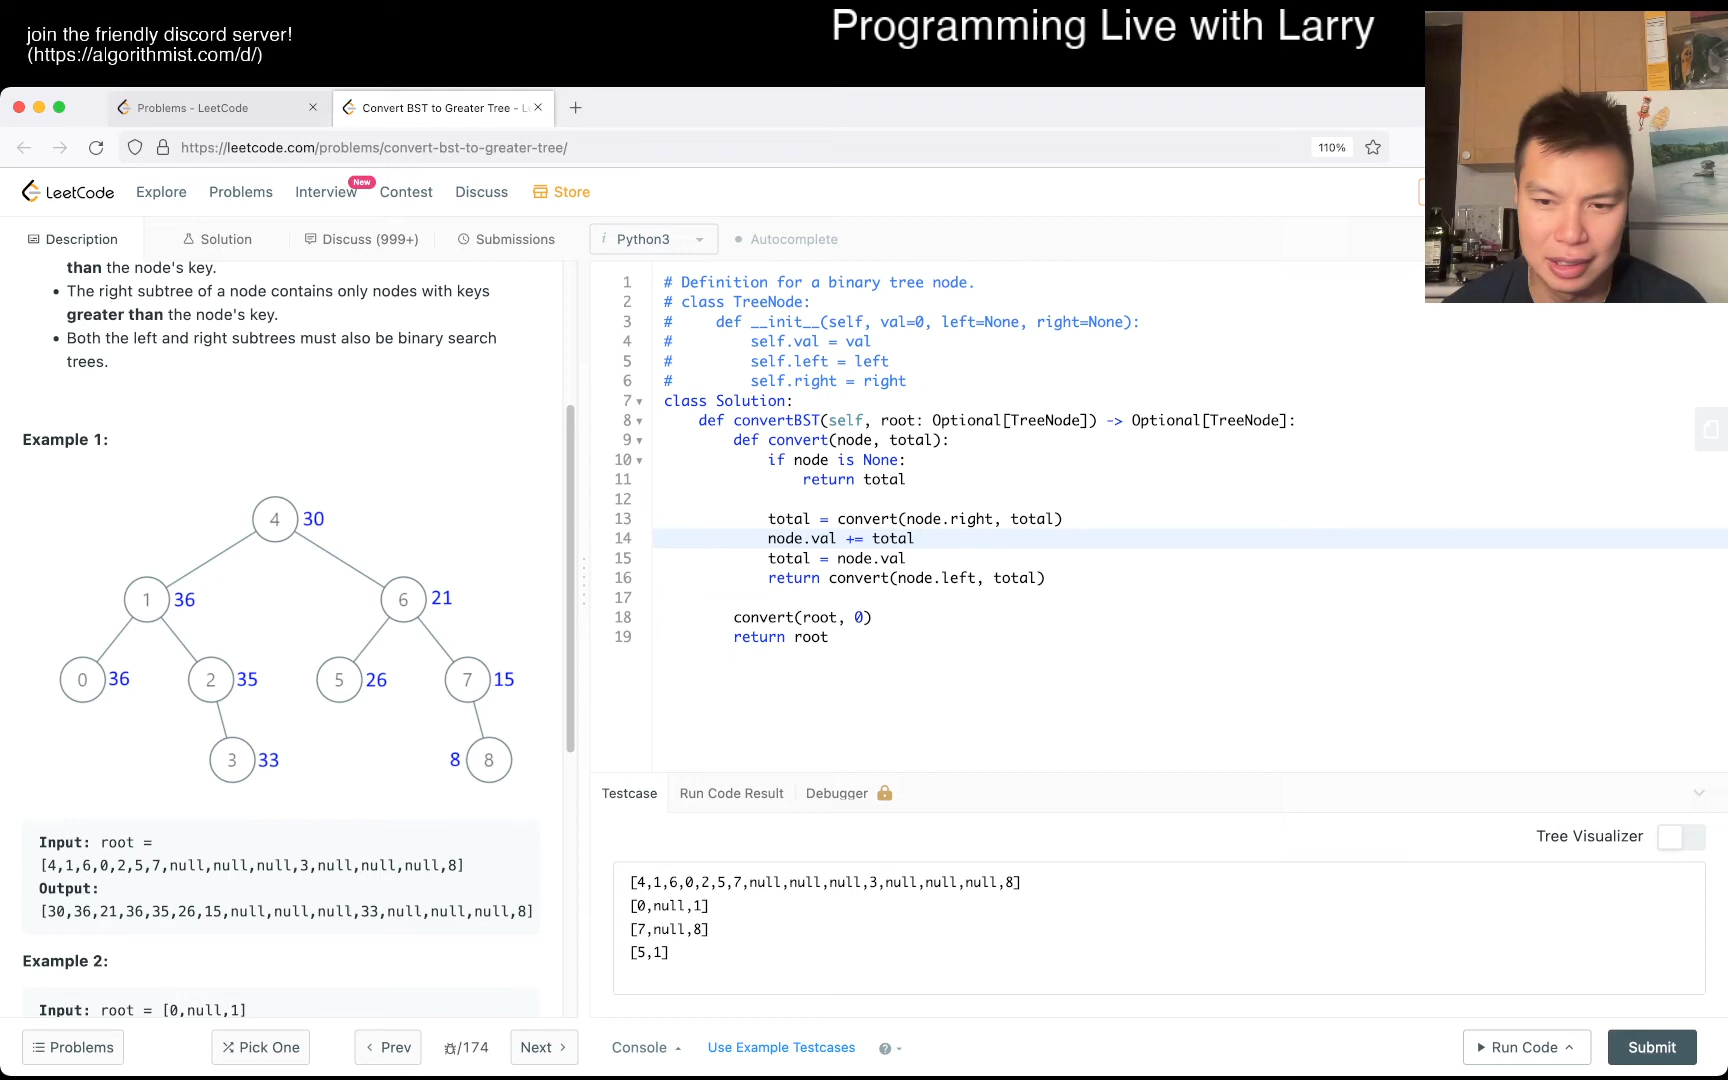 join the friendly discord server!
(https://algorithmist.com/d/)
Programming Live with Larry
Problems - LeetCode
Convert BST to Greater Tree - L
https://leetcode.com/problems/convert-bst-to-greater-tree/
110%
LeetCode
Explore
Problems
Interview
New
Contest
Discuss
Store
Description
Solution
Discuss (999+)
Submissions
i Python3
Autocomplete
than the node's key.
• The right subtree of a node contains only nodes with keys
greater than the node's key.
• Both the left and right subtrees must also be binary search
trees.
Example 1:
4 30
1 36
6 21
0 36
2 35
5 26
7 15
3 33
8 8
Input: root =
[4,1,6,0,2,5,7,null,null,null,3,null,null,null,8]
Output:
[30,36,21,36,35,26,15,null,null,null,33,null,null,null,8]
Example 2:
Input: root = [0,null,1]
1 # Definition for a binary tree node.
2 # class TreeNode:
3 #     def __init__(self, val=0, left=None, right=None):
4 #         self.val = val
5 #         self.left = left
6 #         self.right = right
7 class Solution:
8     def convertBST(self, root: Optional[TreeNode]) -> Optional[TreeNode]:
9         def convert(node, total):
10             if node is None:
11                 return total
12
13             total = convert(node.right, total)
14             node.val += total
15             total = node.val
16             return convert(node.left, total)
17
18         convert(root, 0)
19         return root
Testcase
Run Code Result
Debugger
Tree Visualizer
[4,1,6,0,2,5,7,null,null,null,3,null,null,null,8]
[0,null,1]
[7,null,8]
[5,1]
Problems
Pick One
Prev
/174
Next
Console
Use Example Testcases
?
Run Code
Submit